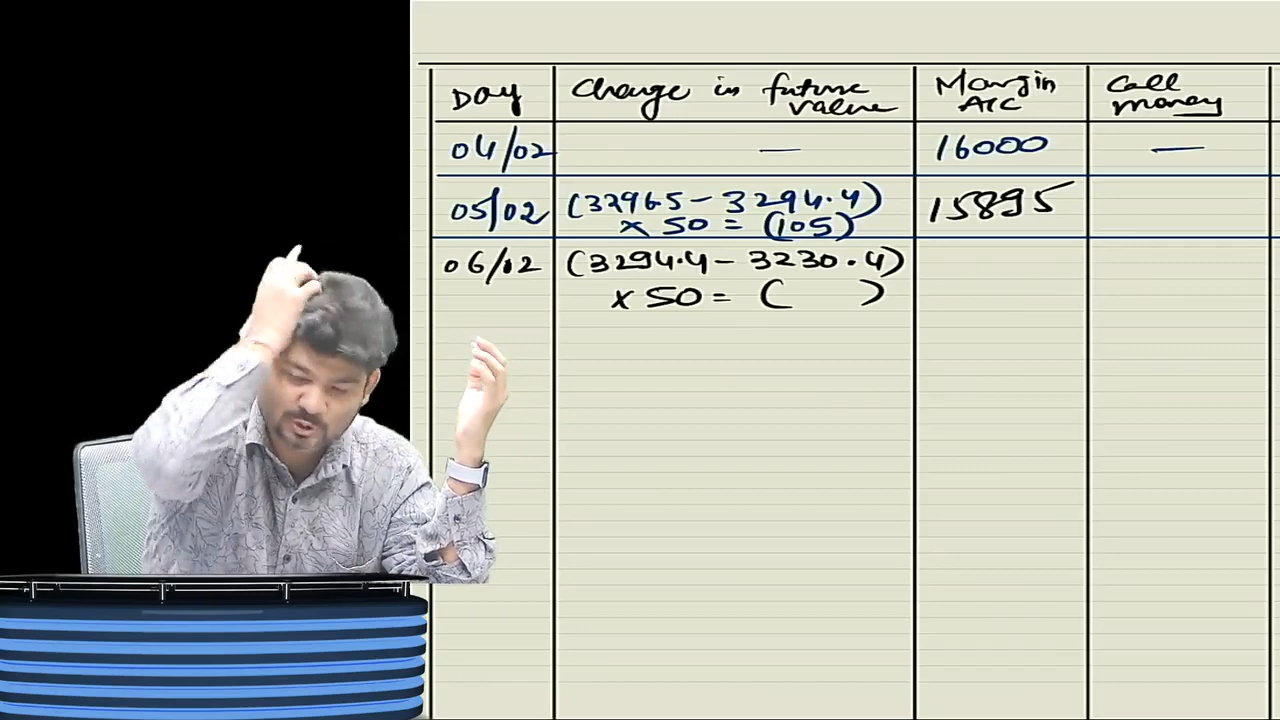 Day Change in future value Margin A/C Call money
04/02 — 16000 —
05/02 (3296.5 - 3294.4) x 50 = (105) 15895
06/02 (3294.4 - 3230.4) x 50 = ( )